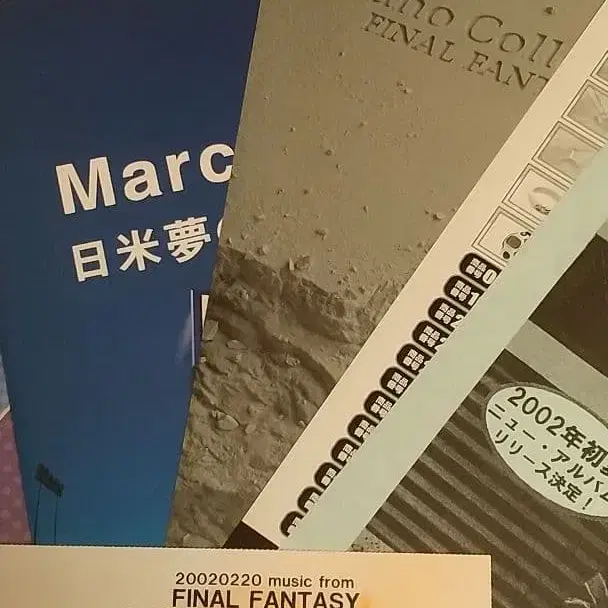 Marc
日米夢
ano Coll
FINAL FANT
2002年初
ニュー・アルバ
リリース決定!
20020220 music from
FINAL FANTASY